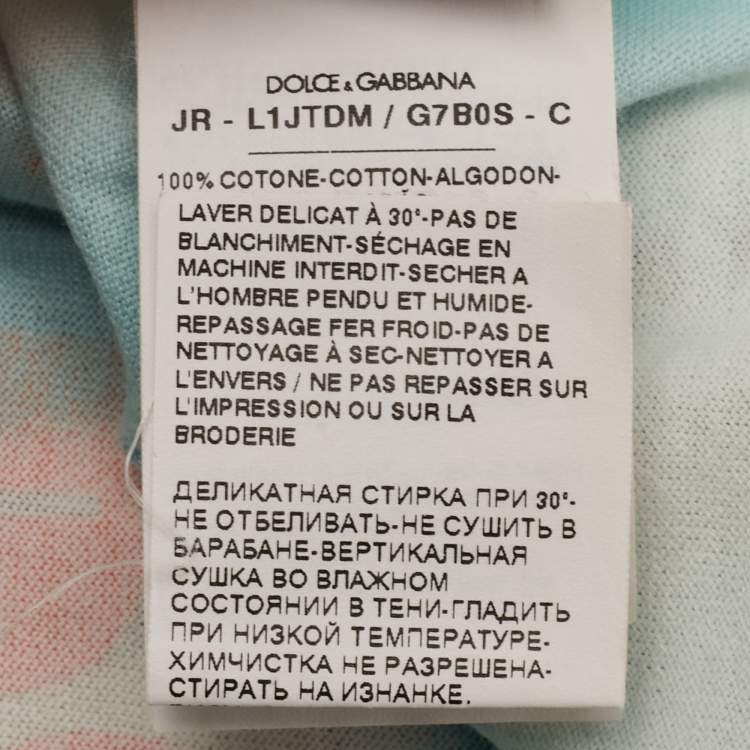 DOLCE & GABBANA
JR - L1JTDM / G7B0S - C
100% COTONE-COTTON-ALGODON-
LAVER DELICAT À 30°-PAS DE
BLANCHIMENT-SÉCHAGE EN
MACHINE INTERDIT-SECHER A
L'HOMBRE PENDU ET HUMIDE-
REPASSAGE FER FROID-PAS DE
NETTOYAGE À SEC-NETTOYER A
L'ENVERS / NE PAS REPASSER SUR
L'IMPRESSION OU SUR LA
BRODERIE
ДЕЛИКАТНАЯ СТИРКА ПРИ 30°-
НЕ ОТБЕЛИВАТЬ-НЕ СУШИТЬ В
БАРАБАНЕ-ВЕРТИКАЛЬНАЯ
СУШКА ВО ВЛАЖНОМ
СОСТОЯНИИ В ТЕНИ-ГЛАДИТЬ
ПРИ НИЗКОЙ ТЕМПЕРАТУРЕ-
ХИМЧИСТКА НЕ РАЗРЕШЕНА-
СТИРАТЬ НА ИЗНАНКЕ.